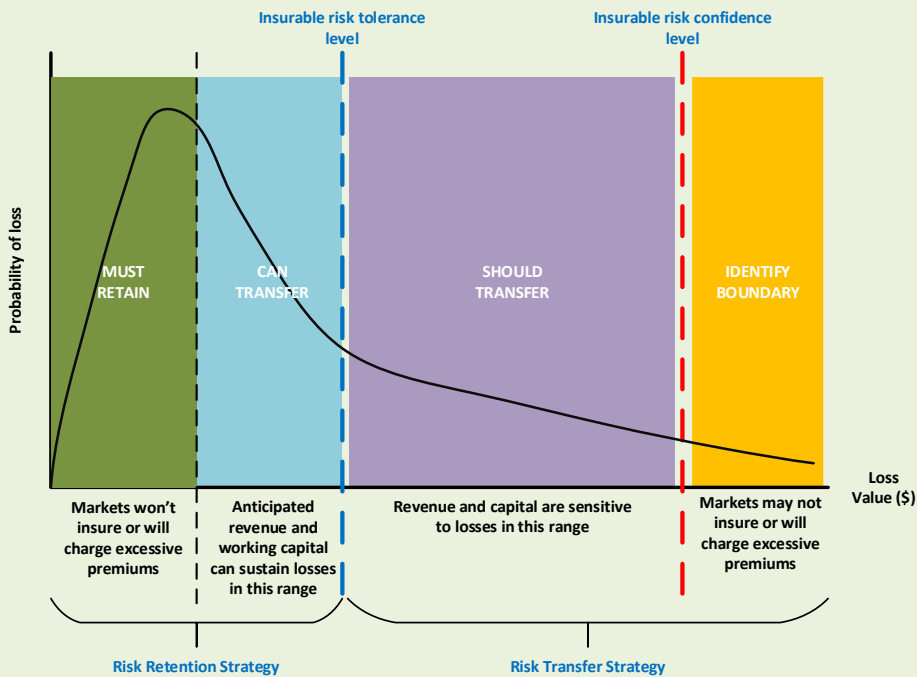 Insurable risk tolerance
level
Insurable risk confidence
level
Probability of loss
MUST
RETAIN
CAN
TRANSFER
SHOULD
TRANSFER
IDENTIFY
BOUNDARY
Loss
Value ($)
Markets won't
insure or will
charge excessive
premiums
Anticipated
revenue and
working capital
can sustain losses
in this range
Revenue and capital are sensitive
to losses in this range
Markets may not
insure or will
charge excessive
premiums
Risk Retention Strategy
Risk Transfer Strategy